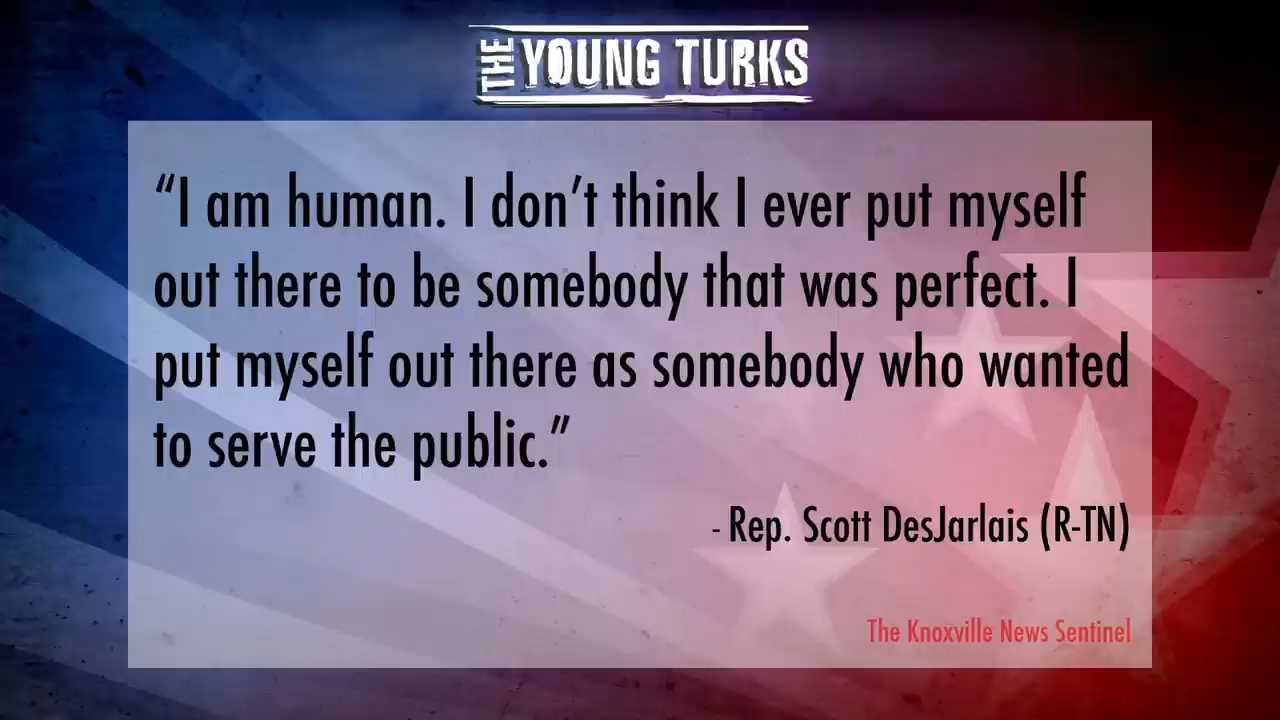 THE YOUNG TURKS
“I am human. I don’t think I ever put myself
out there to be somebody that was perfect. I
put myself out there as somebody who wanted
to serve the public.”
- Rep. Scott DesJarlais (R-TN)
The Knoxville News Sentinel